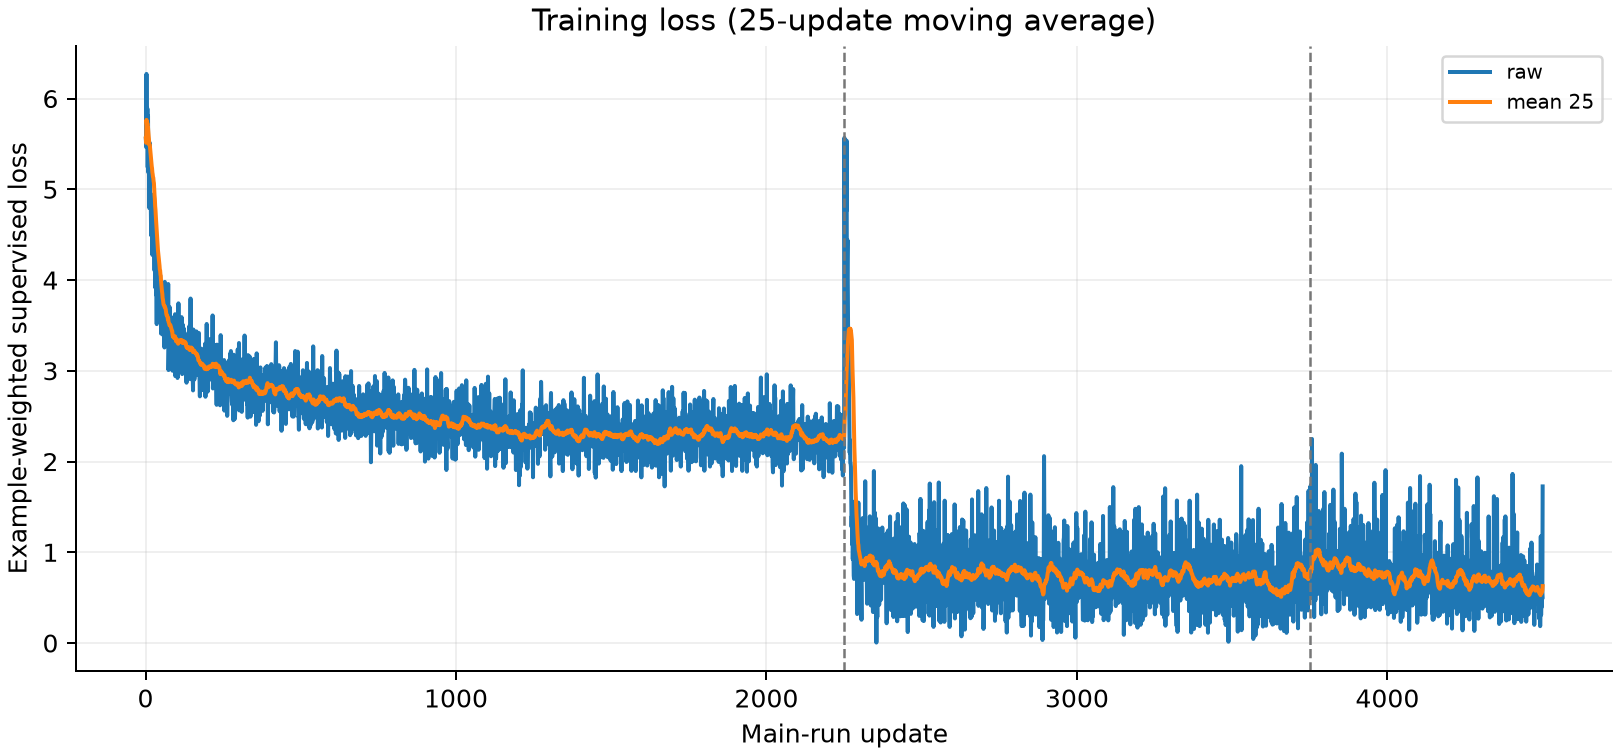 Training loss (25-update moving average)
raw
mean 25
Example-weighted supervised loss
6
5
4
3
2
1
0
0
1000
2000
3000
4000
Main-run update